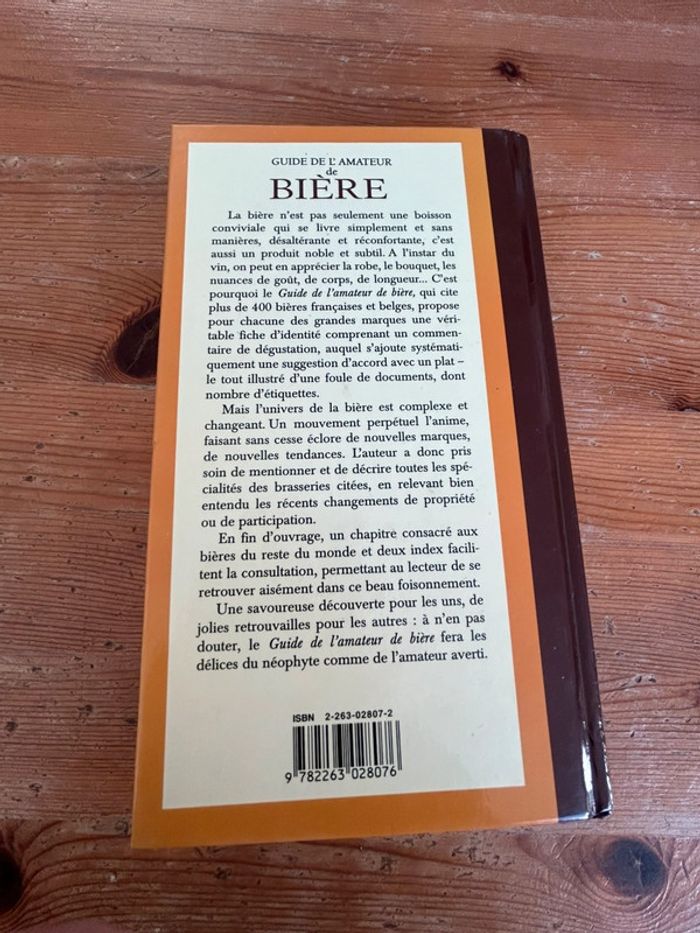 GUIDE DE L'AMATEUR
de
BIÈRE
La bière n'est pas seulement une boisson
conviviale qui se livre simplement et sans
manières, désaltérante et réconfortante, c'est
aussi un produit noble et subtil. A l'instar du
vin, on peut en apprécier la robe, le bouquet, les
nuances de goût, de corps, de longueur... C'est
pourquoi le Guide de l'amateur de bière, qui cite
plus de 400 bières françaises et belges, propose
pour chacune des grandes marques une véri-
table fiche d'identité comprenant un commen-
taire de dégustation, auquel s'ajoute systémati-
quement une suggestion d'accord avec un plat –
le tout illustré d'une foule de documents, dont
nombre d'étiquettes.
Mais l'univers de la bière est complexe et
changeant. Un mouvement perpétuel l'anime,
faisant sans cesse éclore de nouvelles marques,
de nouvelles tendances. L'auteur a donc pris
soin de mentionner et de décrire toutes les spé-
cialités des brasseries citées, en relevant bien
entendu les récents changements de propriété
ou de participation.
En fin d'ouvrage, un chapitre consacré aux
bières du reste du monde et deux index facili-
tent la consultation, permettant au lecteur de se
retrouver aisément dans ce beau foisonnement.
Une savoureuse découverte pour les uns, de
jolies retrouvailles pour les autres : à n'en pas
douter, le Guide de l'amateur de bière fera les
délices du néophyte comme de l'amateur averti.
ISBN 2-263-02807-2
9 782263 028076